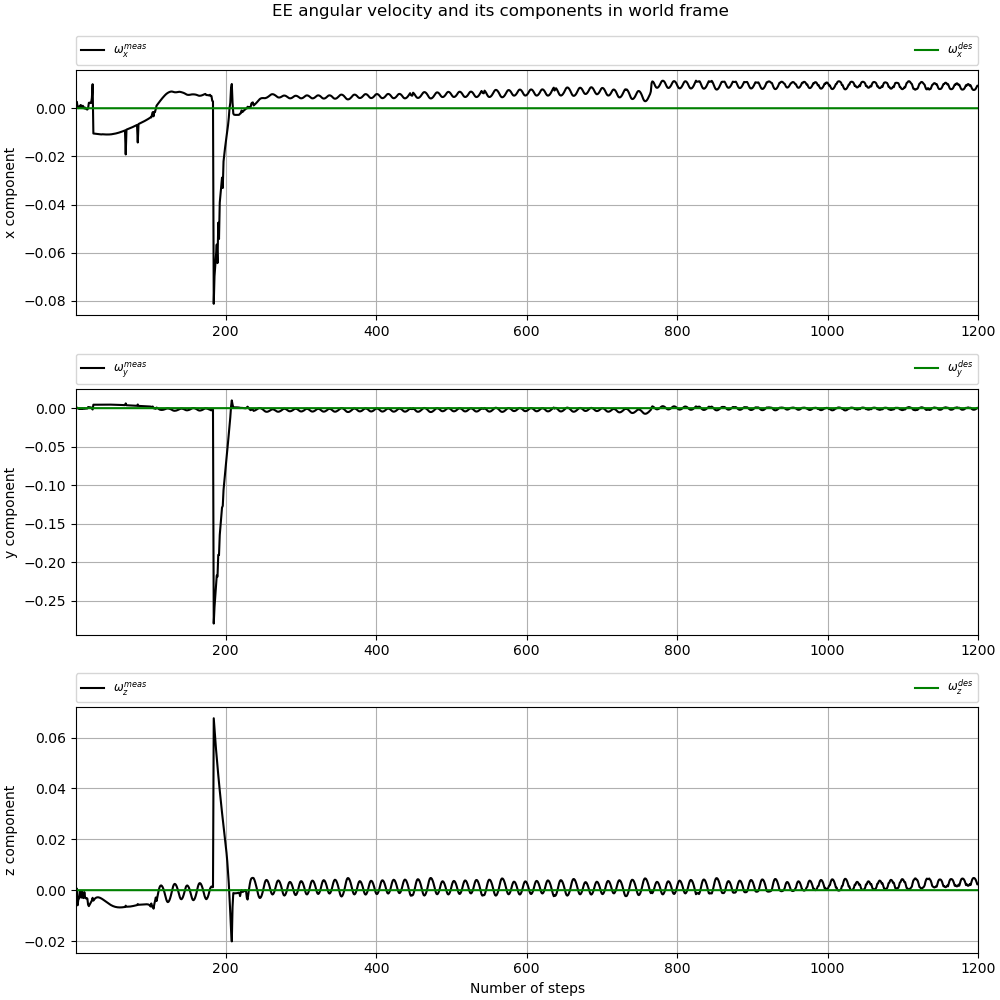 EE angular velocity and its components in world frame
ω_x^{meas} ω_x^{des}
0.00
−0.02
−0.04
−0.06
−0.08
x component
200 400 600 800 1000 1200
ω_y^{meas} ω_y^{des}
0.00
−0.05
−0.10
−0.15
−0.20
−0.25
y component
200 400 600 800 1000 1200
ω_z^{meas} ω_z^{des}
0.06
0.04
0.02
0.00
−0.02
z component
200 400 600 800 1000 1200
Number of steps